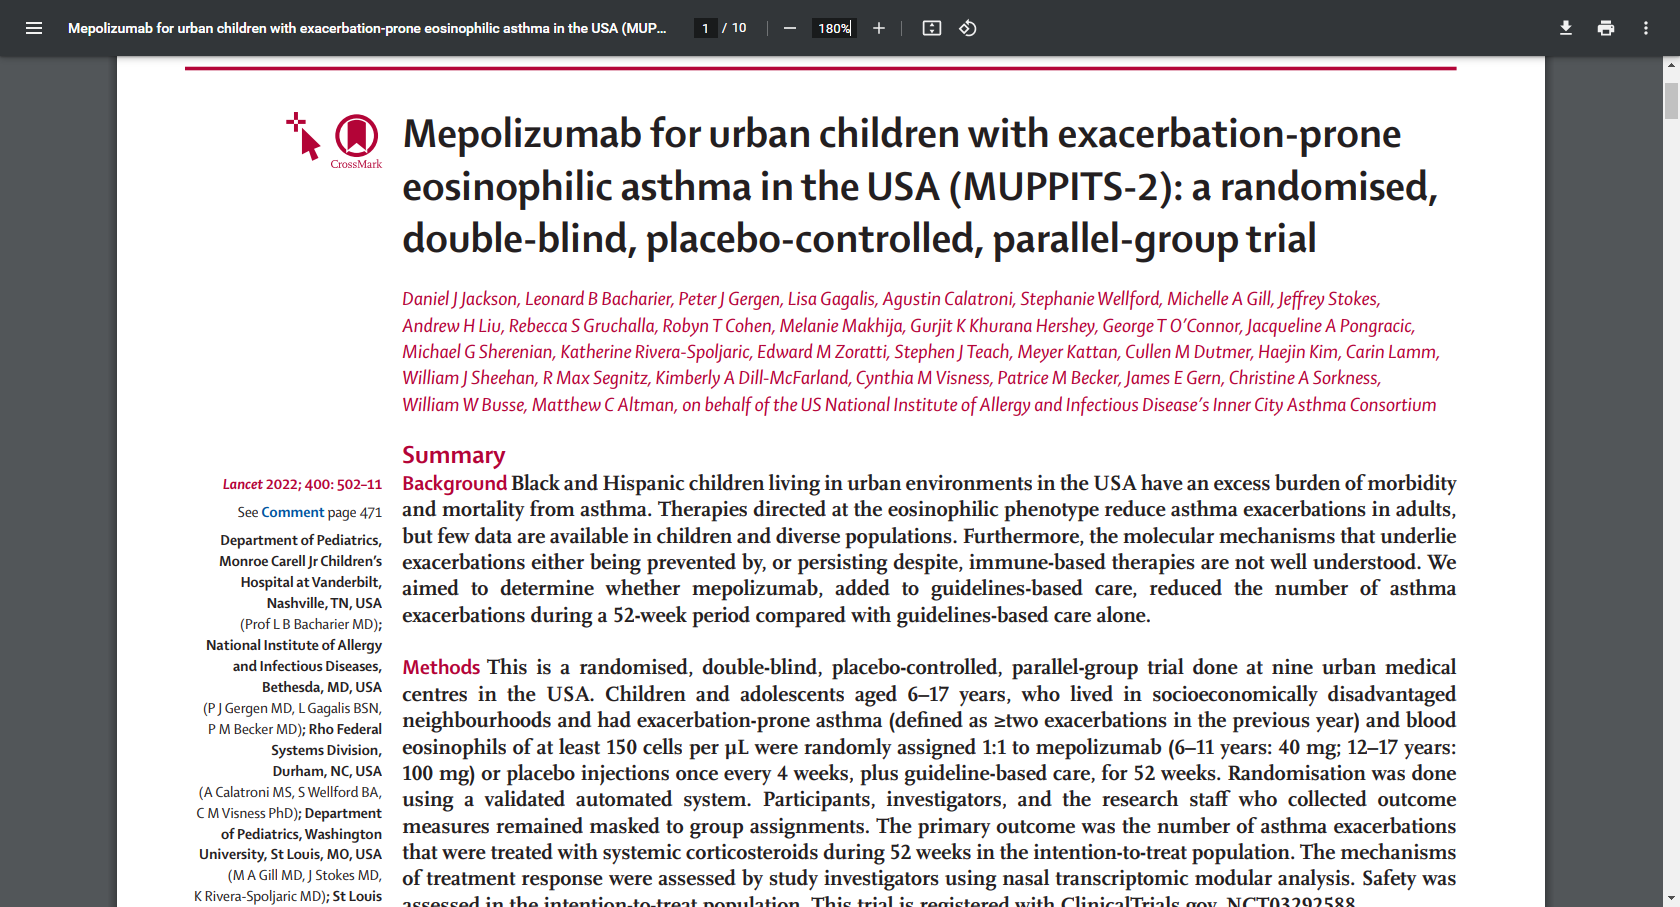 Mepolizumab for urban children with exacerbation-prone eosinophilic asthma in the USA (MUP...
1 / 10
180%
CrossMark
Mepolizumab for urban children with exacerbation-prone
eosinophilic asthma in the USA (MUPPITS-2): a randomised,
double-blind, placebo-controlled, parallel-group trial
Daniel J Jackson, Leonard B Bacharier, Peter J Gergen, Lisa Gagalis, Agustin Calatroni, Stephanie Wellford, Michelle A Gill, Jeffrey Stokes,
Andrew H Liu, Rebecca S Gruchalla, Robyn T Cohen, Melanie Makhija, Gurjit K Khurana Hershey, George T O’Connor, Jacqueline A Pongracic,
Michael G Sherenian, Katherine Rivera-Spoljaric, Edward M Zoratti, Stephen J Teach, Meyer Kattan, Cullen M Dutmer, Haejin Kim, Carin Lamm,
William J Sheehan, R Max Segnitz, Kimberly A Dill-McFarland, Cynthia M Visness, Patrice M Becker, James E Gern, Christine A Sorkness,
William W Busse, Matthew C Altman, on behalf of the US National Institute of Allergy and Infectious Disease’s Inner City Asthma Consortium
Lancet 2022; 400: 502–11
See Comment page 471
Department of Pediatrics,
Monroe Carell Jr Children’s
Hospital at Vanderbilt,
Nashville, TN, USA
(Prof L B Bacharier MD);
National Institute of Allergy
and Infectious Diseases,
Bethesda, MD, USA
(P J Gergen MD, L Gagalis BSN,
P M Becker MD); Rho Federal
Systems Division,
Durham, NC, USA
(A Calatroni MS, S Wellford BA,
C M Visness PhD); Department
of Pediatrics, Washington
University, St Louis, MO, USA
(M A Gill MD, J Stokes MD,
K Rivera-Spoljaric MD); St Louis
Summary
Background Black and Hispanic children living in urban environments in the USA have an excess burden of morbidity
and mortality from asthma. Therapies directed at the eosinophilic phenotype reduce asthma exacerbations in adults,
but few data are available in children and diverse populations. Furthermore, the molecular mechanisms that underlie
exacerbations either being prevented by, or persisting despite, immune-based therapies are not well understood. We
aimed to determine whether mepolizumab, added to guidelines-based care, reduced the number of asthma
exacerbations during a 52-week period compared with guidelines-based care alone.
Methods This is a randomised, double-blind, placebo-controlled, parallel-group trial done at nine urban medical
centres in the USA. Children and adolescents aged 6–17 years, who lived in socioeconomically disadvantaged
neighbourhoods and had exacerbation-prone asthma (defined as ≥two exacerbations in the previous year) and blood
eosinophils of at least 150 cells per μL were randomly assigned 1:1 to mepolizumab (6–11 years: 40 mg; 12–17 years:
100 mg) or placebo injections once every 4 weeks, plus guideline-based care, for 52 weeks. Randomisation was done
using a validated automated system. Participants, investigators, and the research staff who collected outcome
measures remained masked to group assignments. The primary outcome was the number of asthma exacerbations
that were treated with systemic corticosteroids during 52 weeks in the intention-to-treat population. The mechanisms
of treatment response were assessed by study investigators using nasal transcriptomic modular analysis. Safety was
assessed in the intention-to-treat population. This trial is registered with ClinicalTrials.gov, NCT03292588.